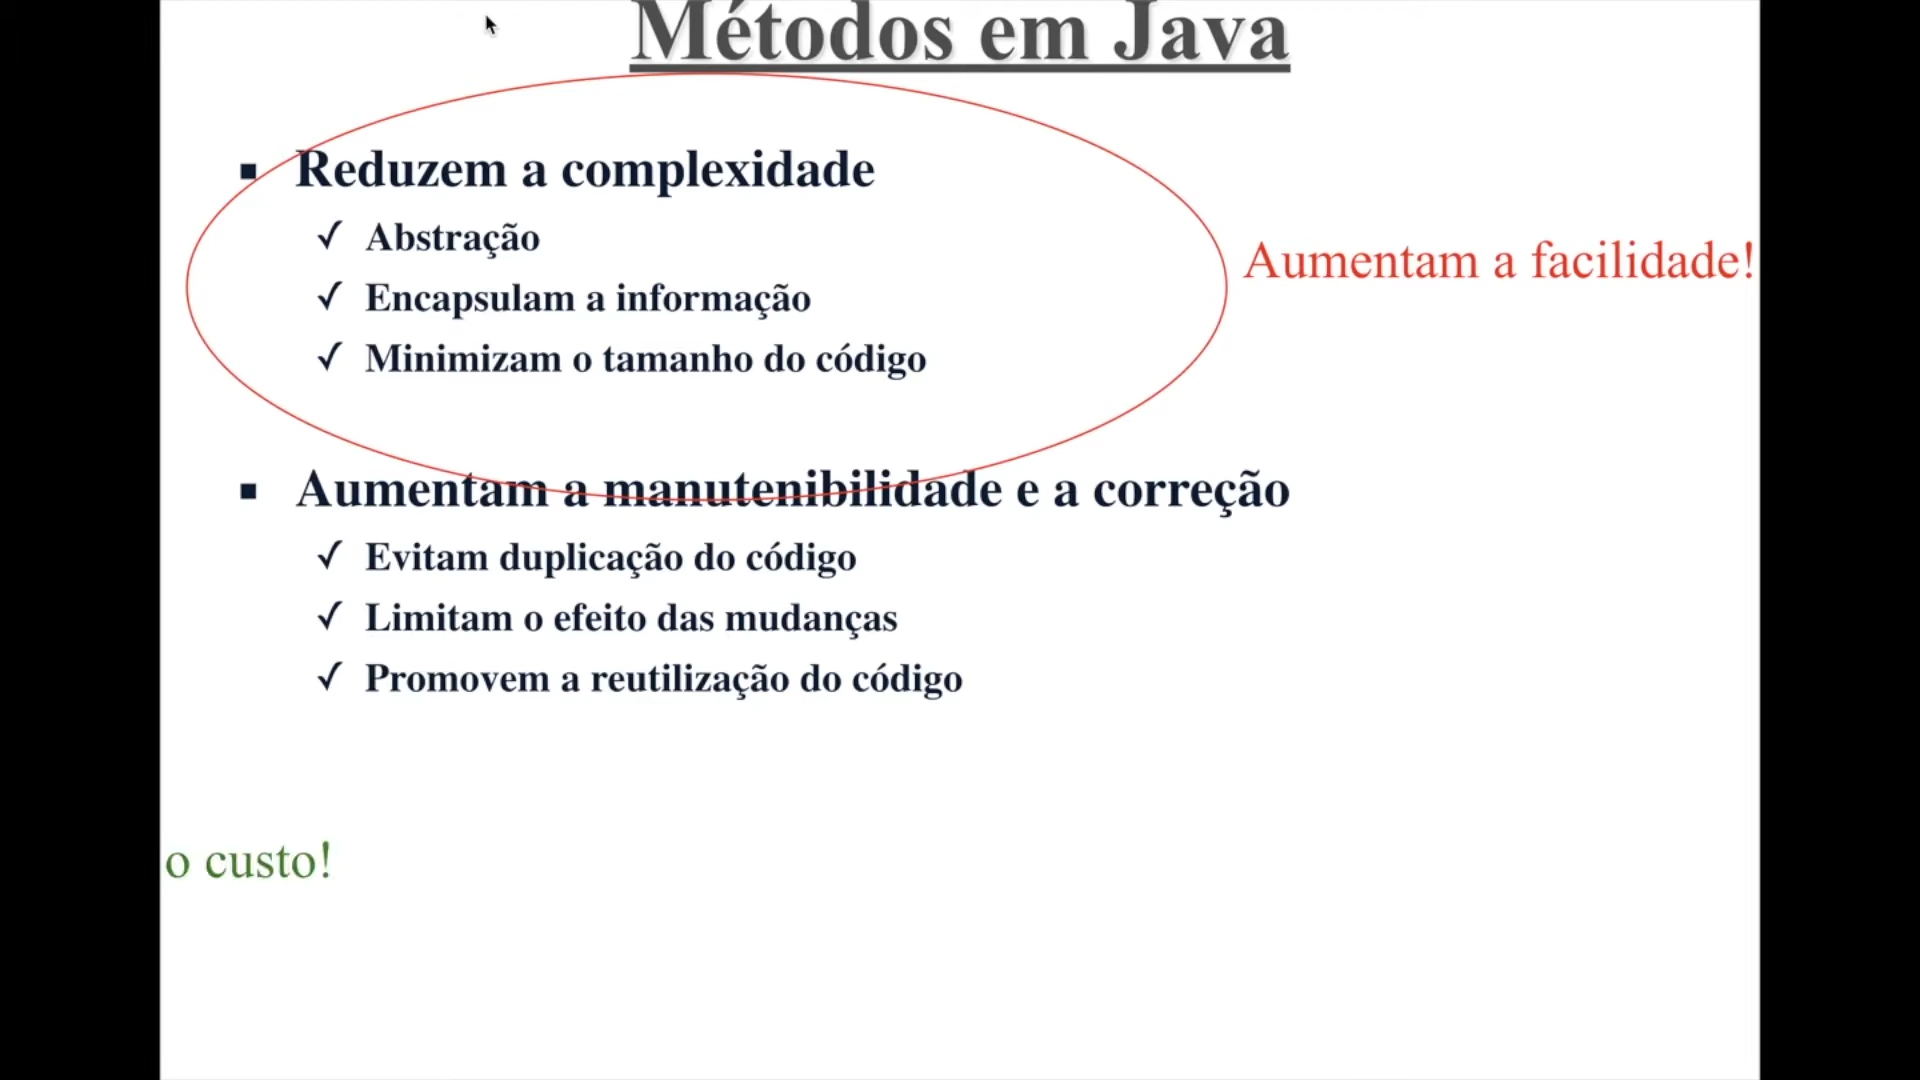 Métodos em Java
▪ Reduzem a complexidade
✓ Abstração
✓ Encapsulam a informação
✓ Minimizam o tamanho do código
Aumentam a facilidade!
▪ Aumentam a manutenibilidade e a correção
✓ Evitam duplicação do código
✓ Limitam o efeito das mudanças
✓ Promovem a reutilização do código
o custo!